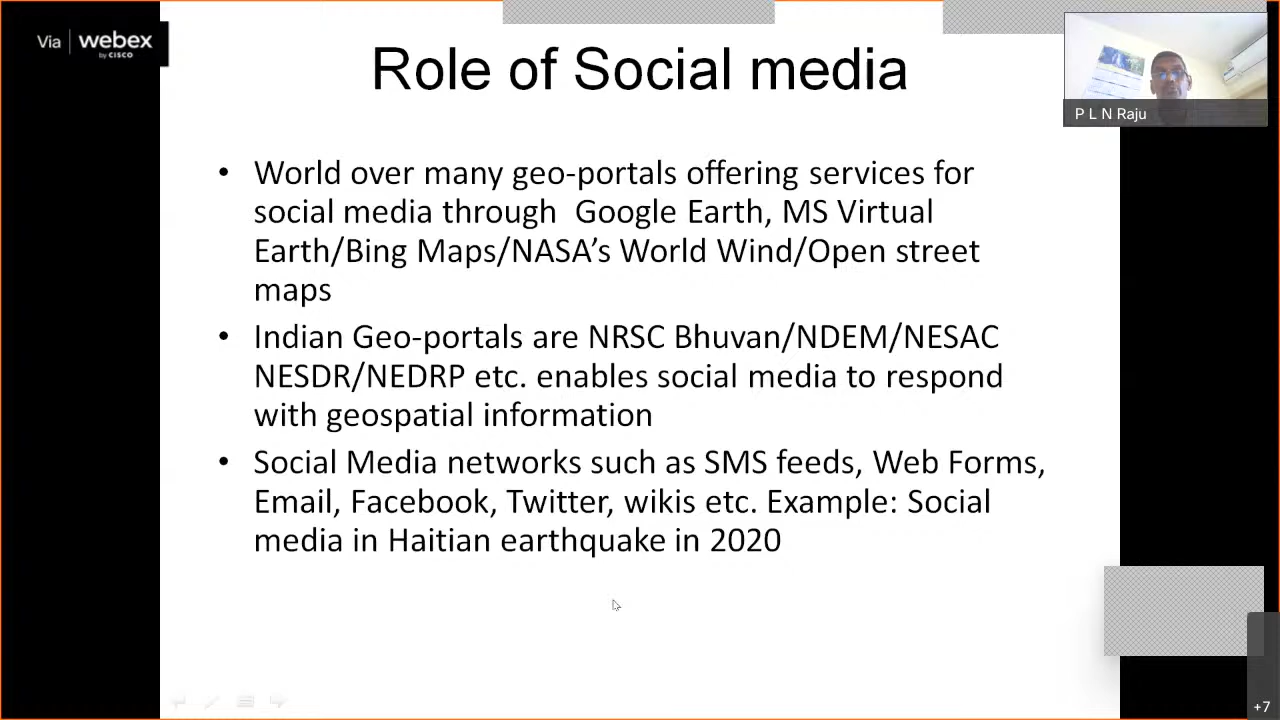 Via webex
by CISCO
Role of Social media
P L N Raju
• World over many geo-portals offering services for
social media through Google Earth, MS Virtual
Earth/Bing Maps/NASA’s World Wind/Open street
maps
• Indian Geo-portals are NRSC Bhuvan/NDEM/NESAC
NESDR/NEDRP etc. enables social media to respond
with geospatial information
• Social Media networks such as SMS feeds, Web Forms,
Email, Facebook, Twitter, wikis etc. Example: Social
media in Haitian earthquake in 2020
+7